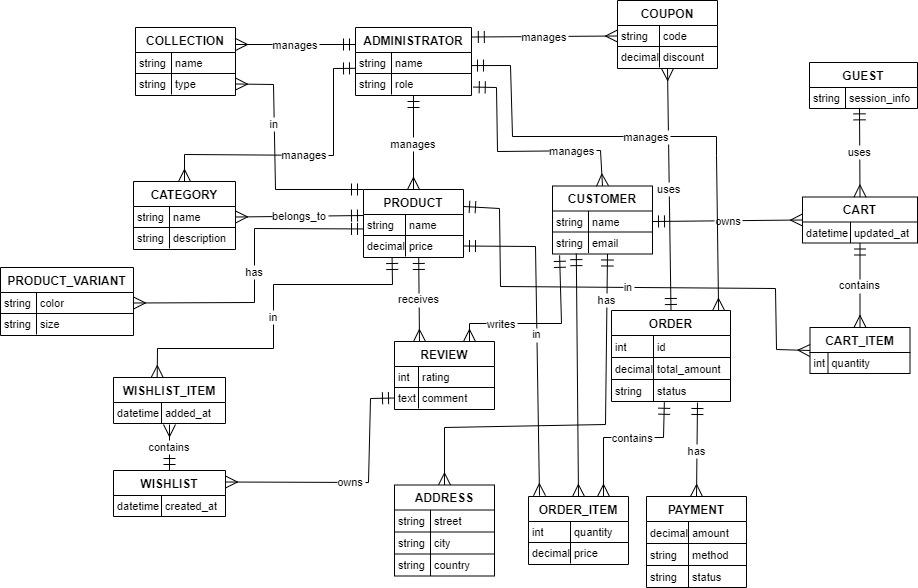 COUPON
string code
decimal discount
COLLECTION
string name
string type
manages
ADMINISTRATOR
string name
string role
manages
GUEST
string session_info
in
manages
manages
manages
manages
uses
CATEGORY
string name
string description
belongs_to
PRODUCT
string name
decimal price
CUSTOMER
string name
string email
uses
owns
CART
datetime updated_at
PRODUCT_VARIANT
string color
string size
has
in
receives
writes
in
has
in
contains
ORDER
int id
decimal total_amount
string status
CART_ITEM
int quantity
REVIEW
int rating
text comment
WISHLIST_ITEM
datetime added_at
contains
contains
has
WISHLIST
datetime created_at
owns
ADDRESS
string street
string city
string country
ORDER_ITEM
int quantity
decimal price
PAYMENT
decimal amount
string method
string status